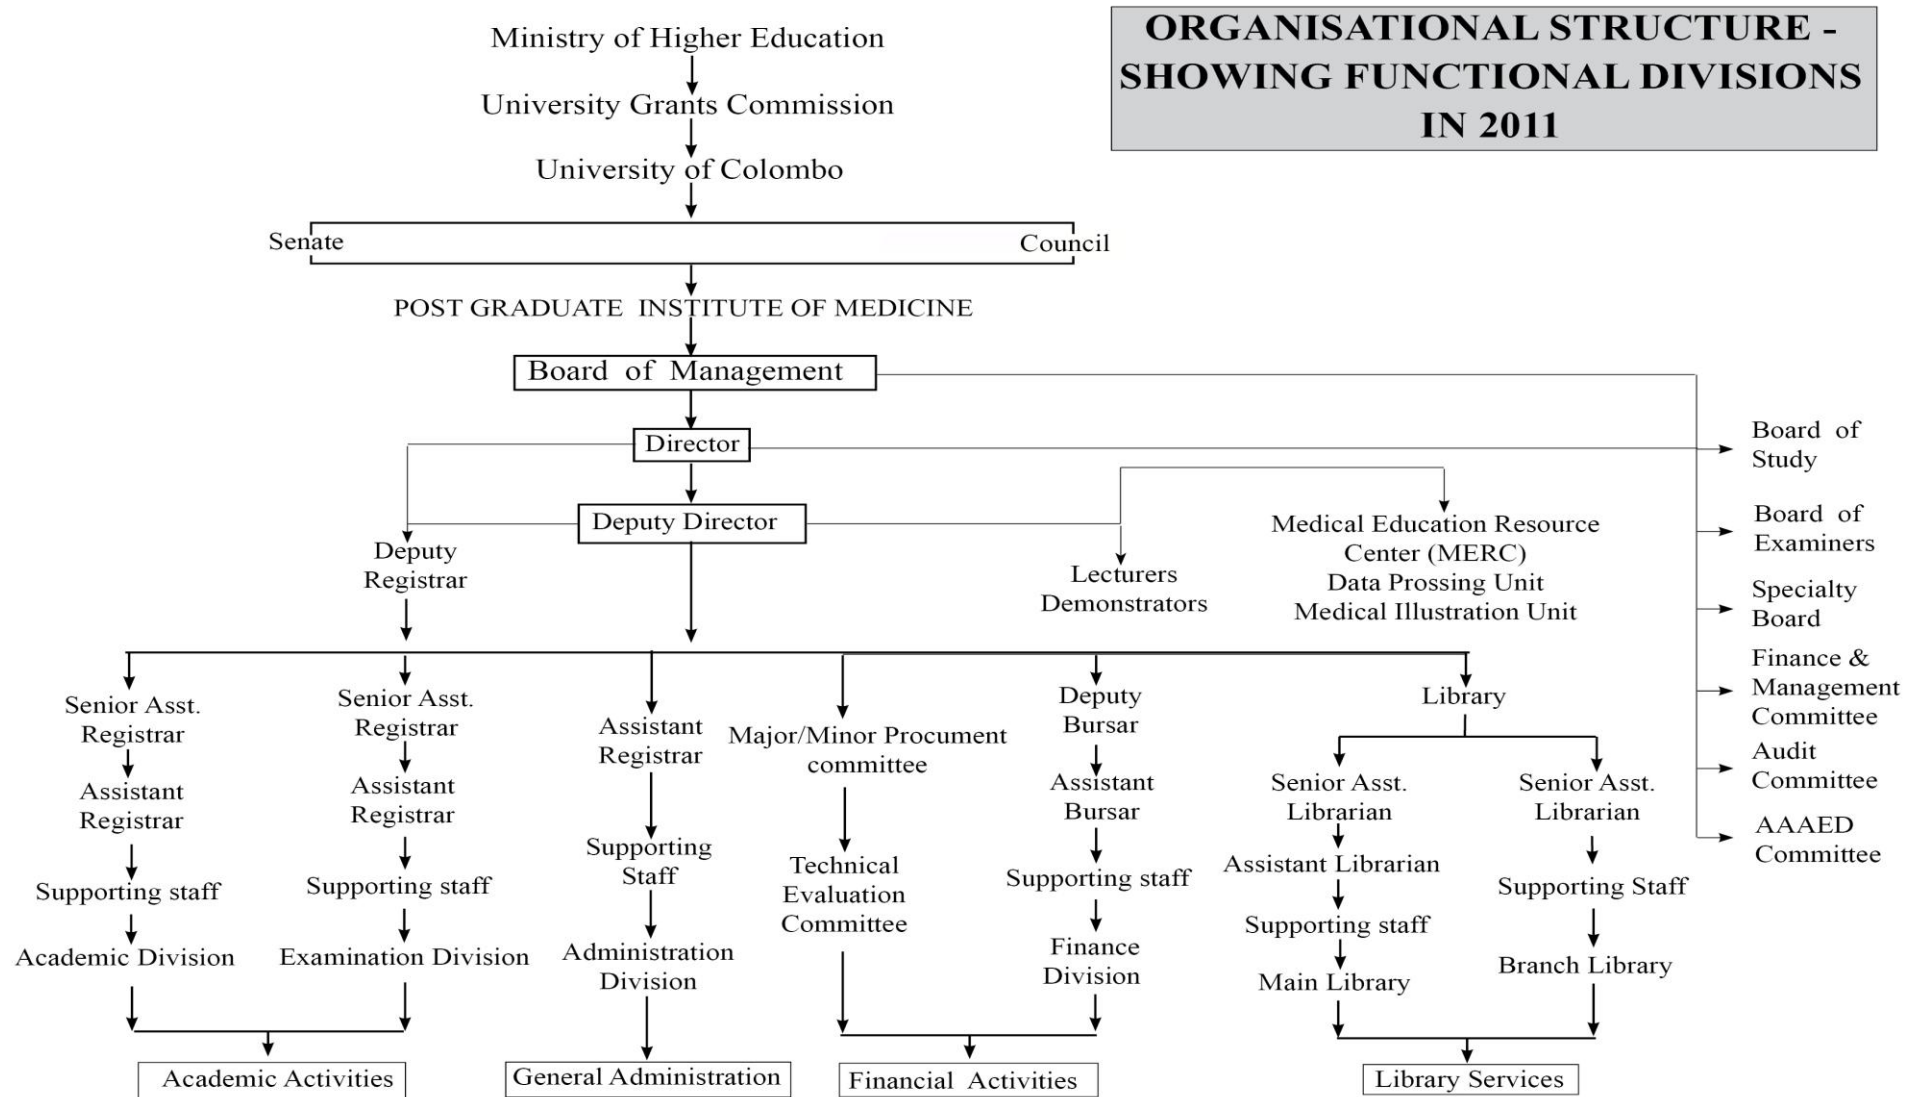 ORGANISATIONAL STRUCTURE -
SHOWING FUNCTIONAL DIVISIONS
IN 2011
Ministry of Higher Education
University Grants Commission
University of Colombo
Senate
Council
POST GRADUATE INSTITUTE OF MEDICINE
Board of Management
Director
Deputy Director
Deputy
Registrar
Lecturers
Demonstrators
Medical Education Resource
Center (MERC)
Data Prossing Unit
Medical Illustration Unit
Board of
Study
Board of
Examiners
Specialty
Board
Finance &
Management
Committee
Audit
Committee
AAAED
Committee
Senior Asst.
Registrar
Assistant
Registrar
Supporting staff
Academic Division
Senior Asst.
Registrar
Assistant
Registrar
Supporting staff
Examination Division
Academic Activities
Assistant
Registrar
Supporting
Staff
Administration
Division
General Administration
Major/Minor Procument
committee
Technical
Evaluation
Committee
Deputy
Bursar
Assistant
Bursar
Supporting staff
Finance
Division
Financial Activities
Library
Senior Asst.
Librarian
Assistant Librarian
Supporting staff
Main Library
Senior Asst.
Librarian
Supporting Staff
Branch Library
Library Services